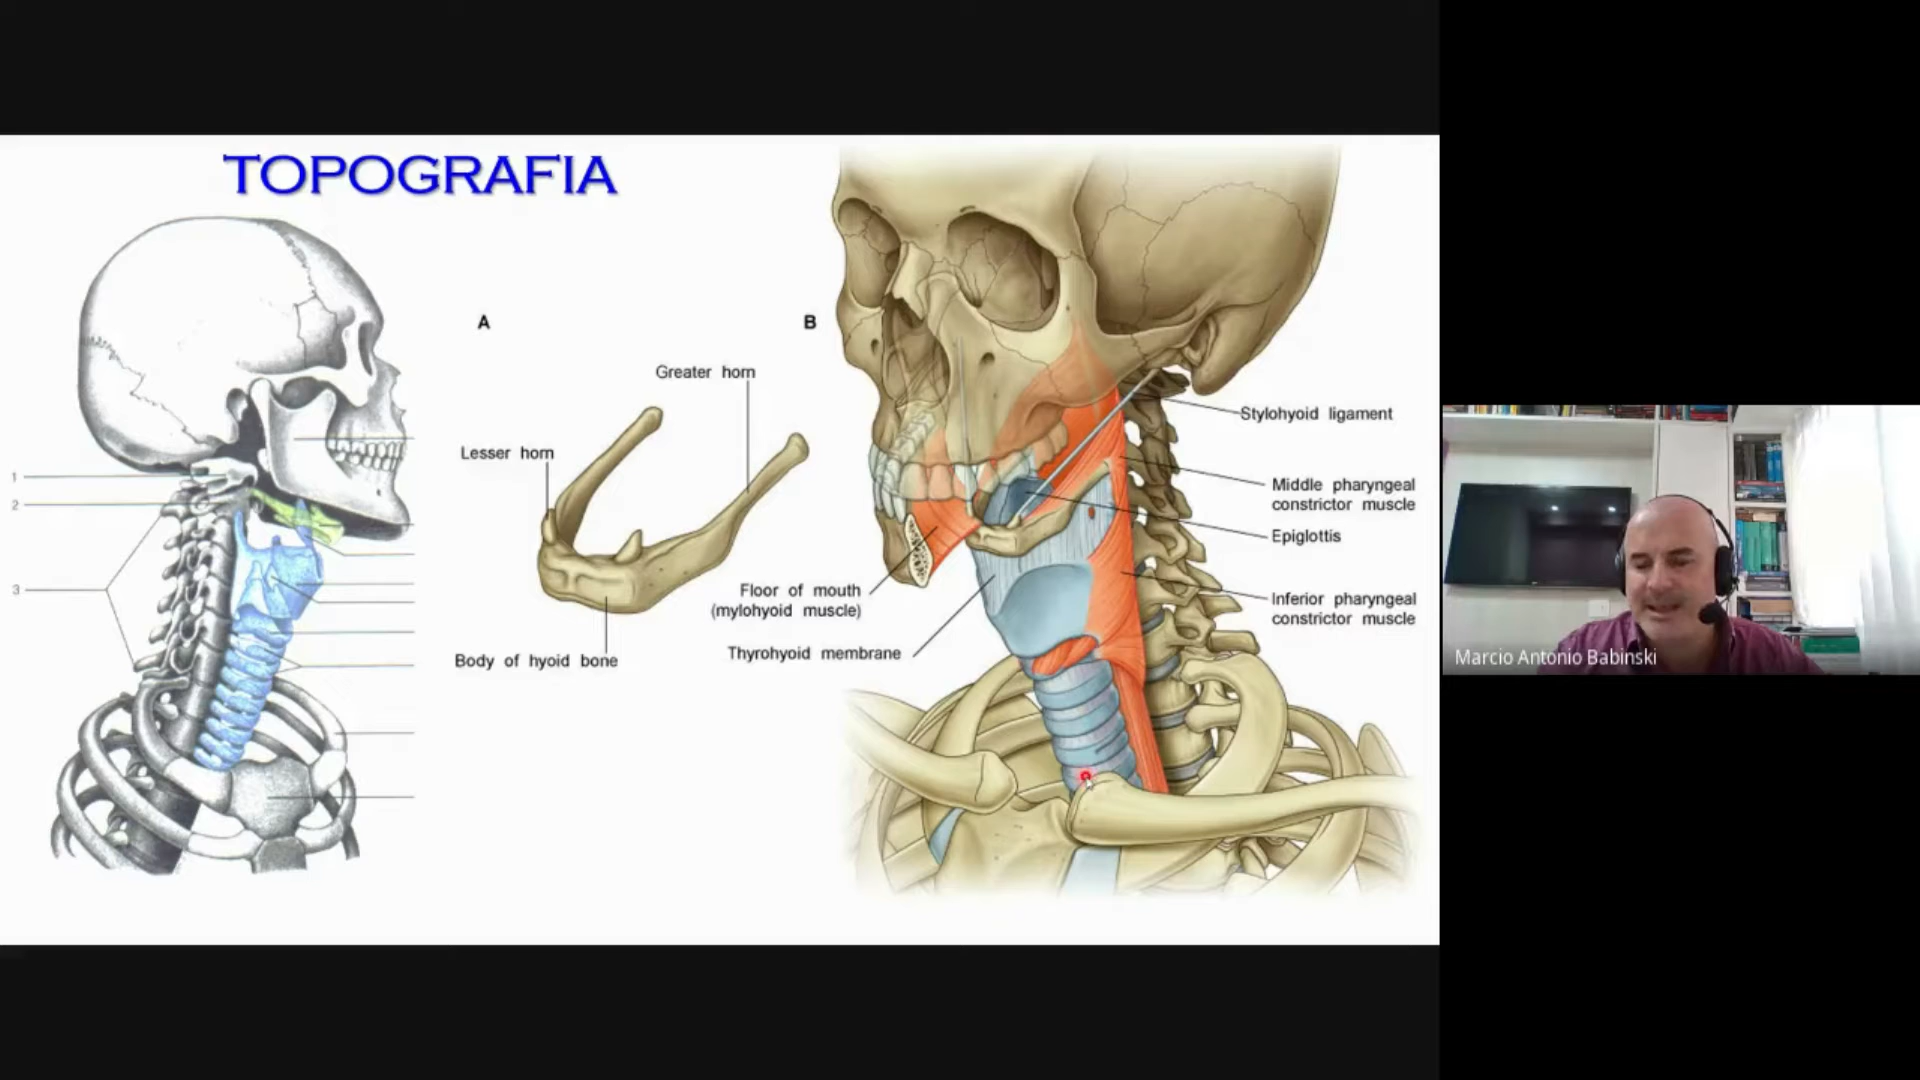 TOPOGRAFIA
1
2
3
A
B
Greater horn
Lesser horn
Body of hyoid bone
Floor of mouth
(mylohyoid muscle)
Thyrohyoid membrane
Stylohyoid ligament
Middle pharyngeal
constrictor muscle
Epiglottis
Inferior pharyngeal
constrictor muscle
Marcio Antonio Babinski